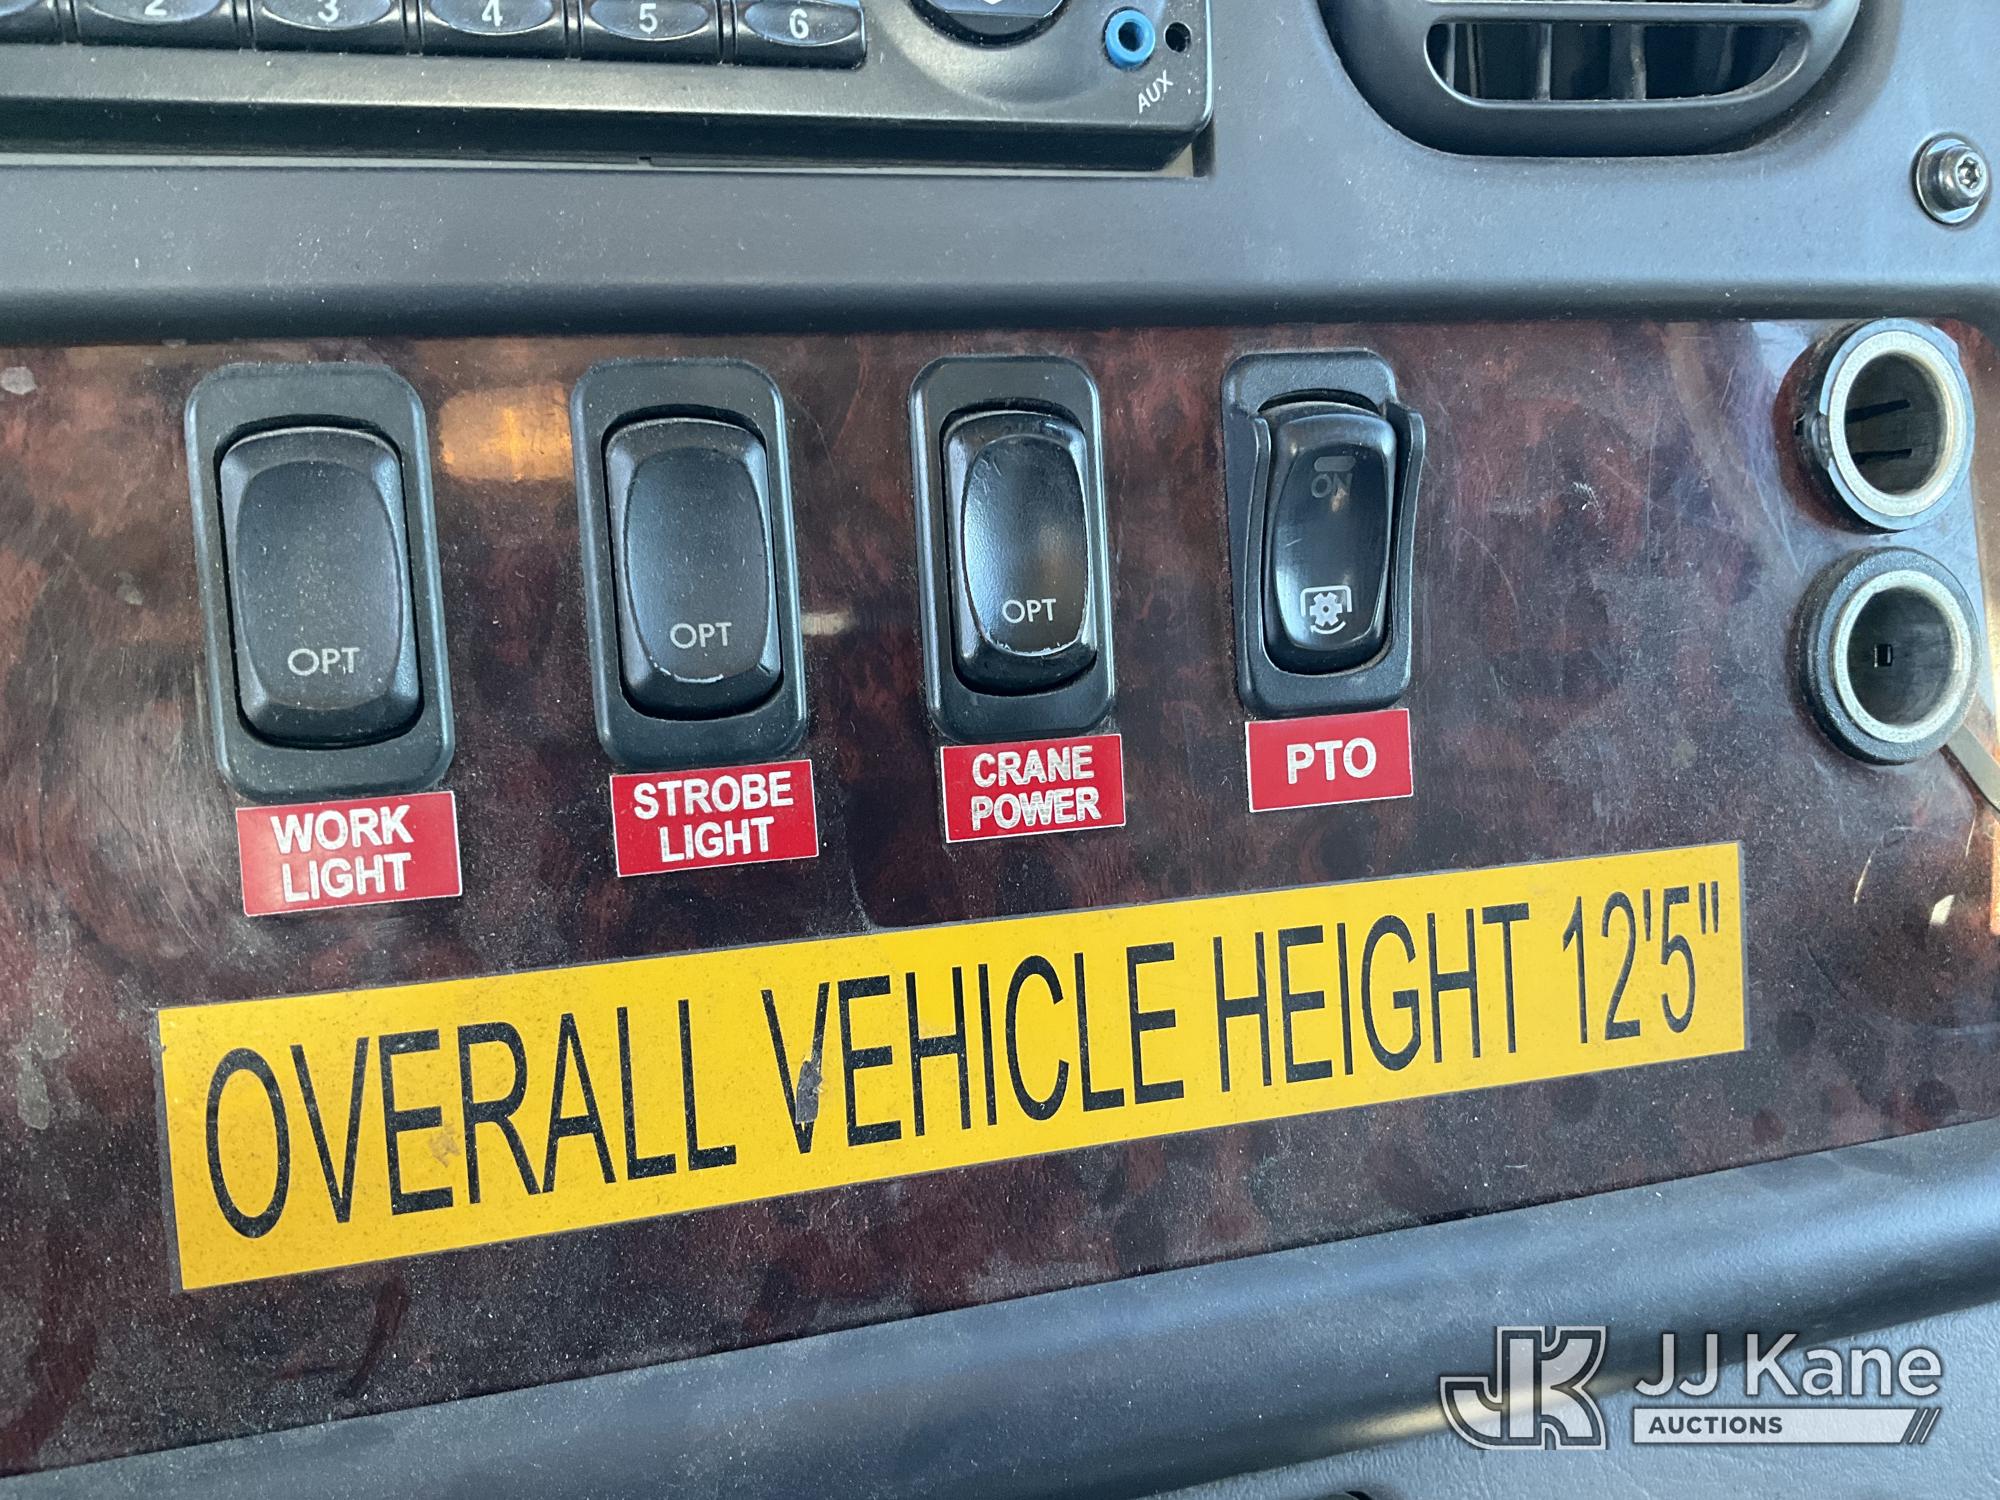 2 3 4 5 6
AUX
OPT OPT OPT ON
WORK
LIGHT
STROBE
LIGHT
CRANE
POWER
PTO
OVERALL VEHICLE HEIGHT 12'5"
JK JJ Kane
AUCTIONS